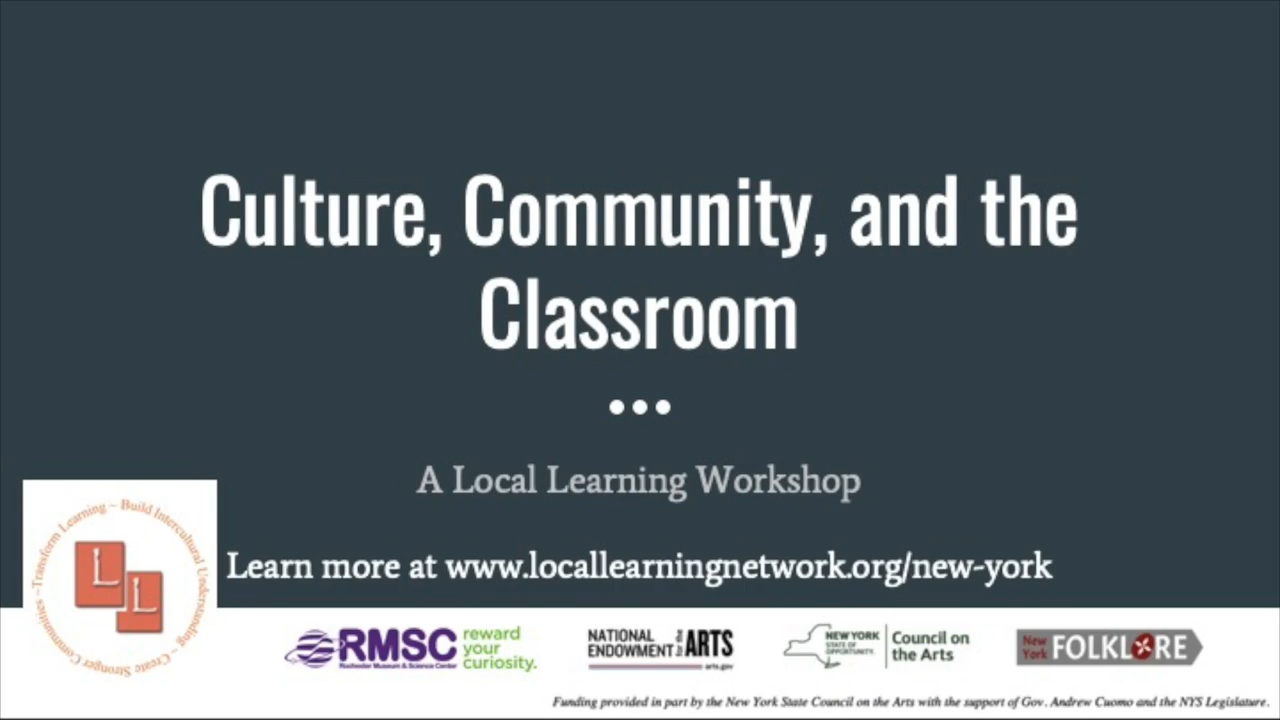 Culture, Community, and the
Classroom
A Local Learning Workshop
Learn more at www.locallearningnetwork.org/new-york
~Transform Learning ~ Build Intercultural Understanding ~ Create Stronger Communities
L
L
RMSC
Rochester Museum & Science Center
reward
your
curiosity.
NATIONAL
ENDOWMENT for the ARTS
arts.gov
NEW YORK
STATE OF
OPPORTUNITY.
Council on
the Arts
New
York
FOLKLORE
Funding provided in part by the New York State Council on the Arts with the support of Gov. Andrew Cuomo and the NYS Legislature.